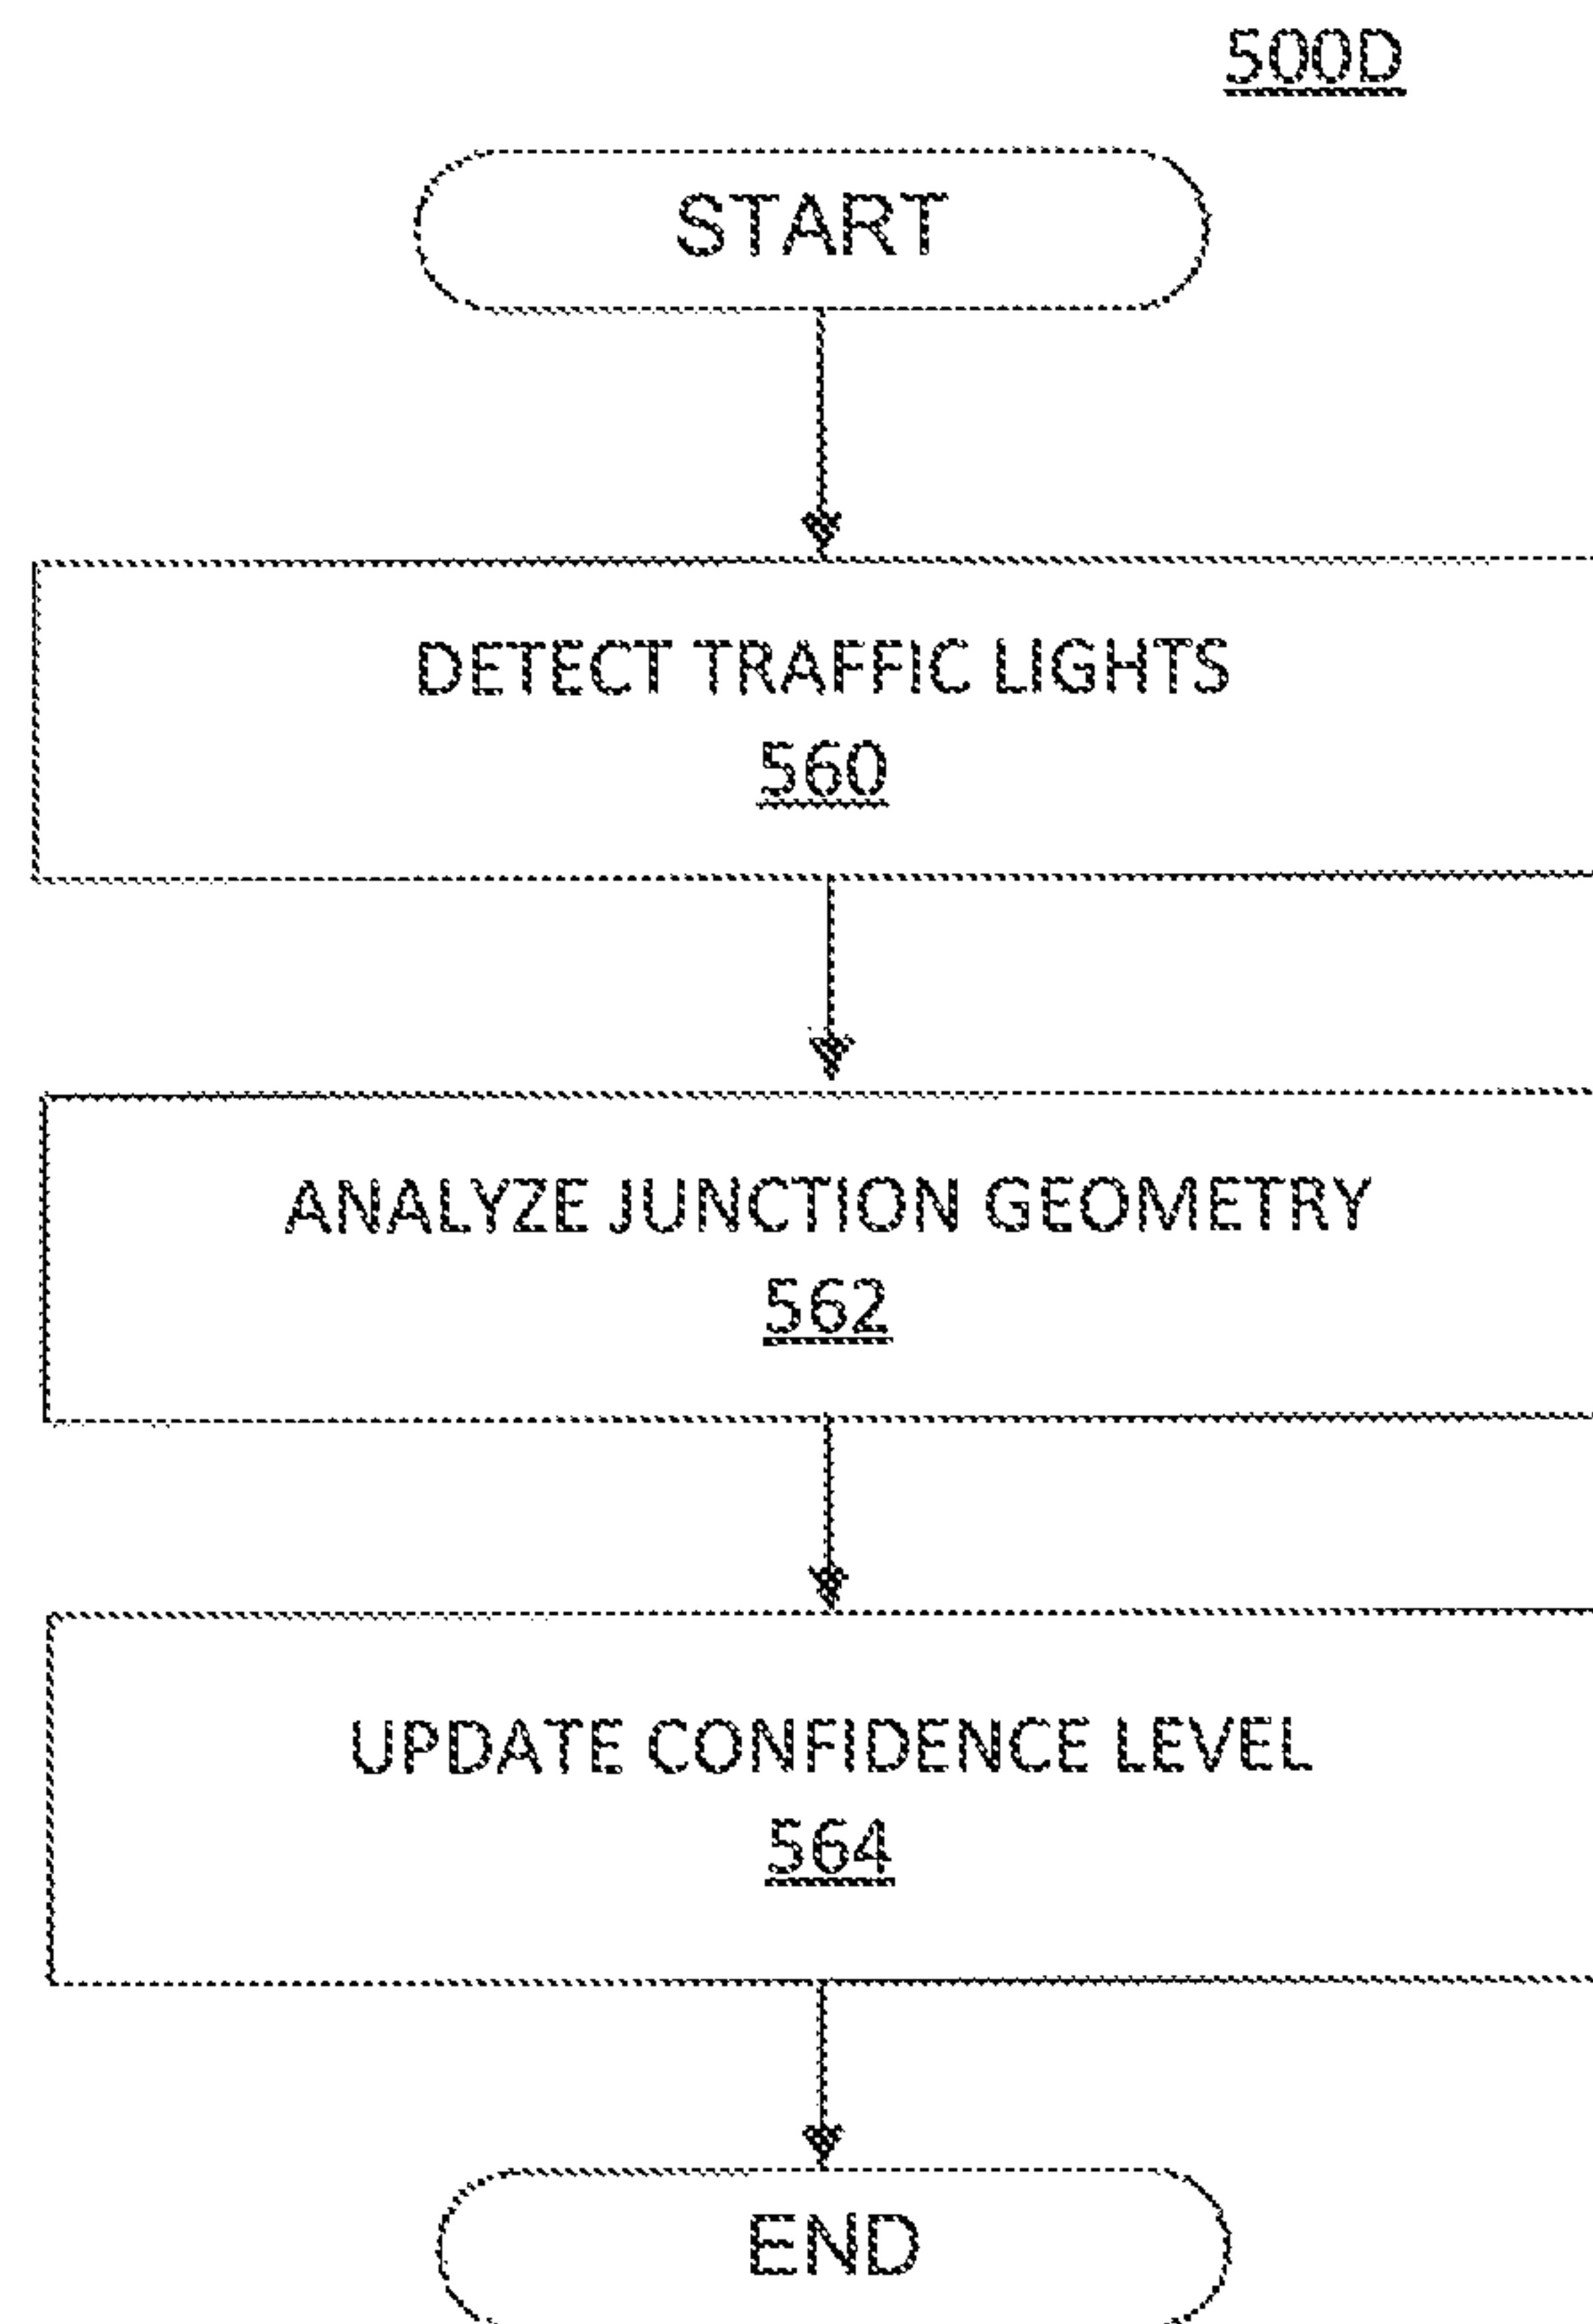 500D
START
DETECT TRAFFIC LIGHTS
560
ANALYZE JUNCTION GEOMETRY
562
UPDATE CONFIDENCE LEVEL
564
END